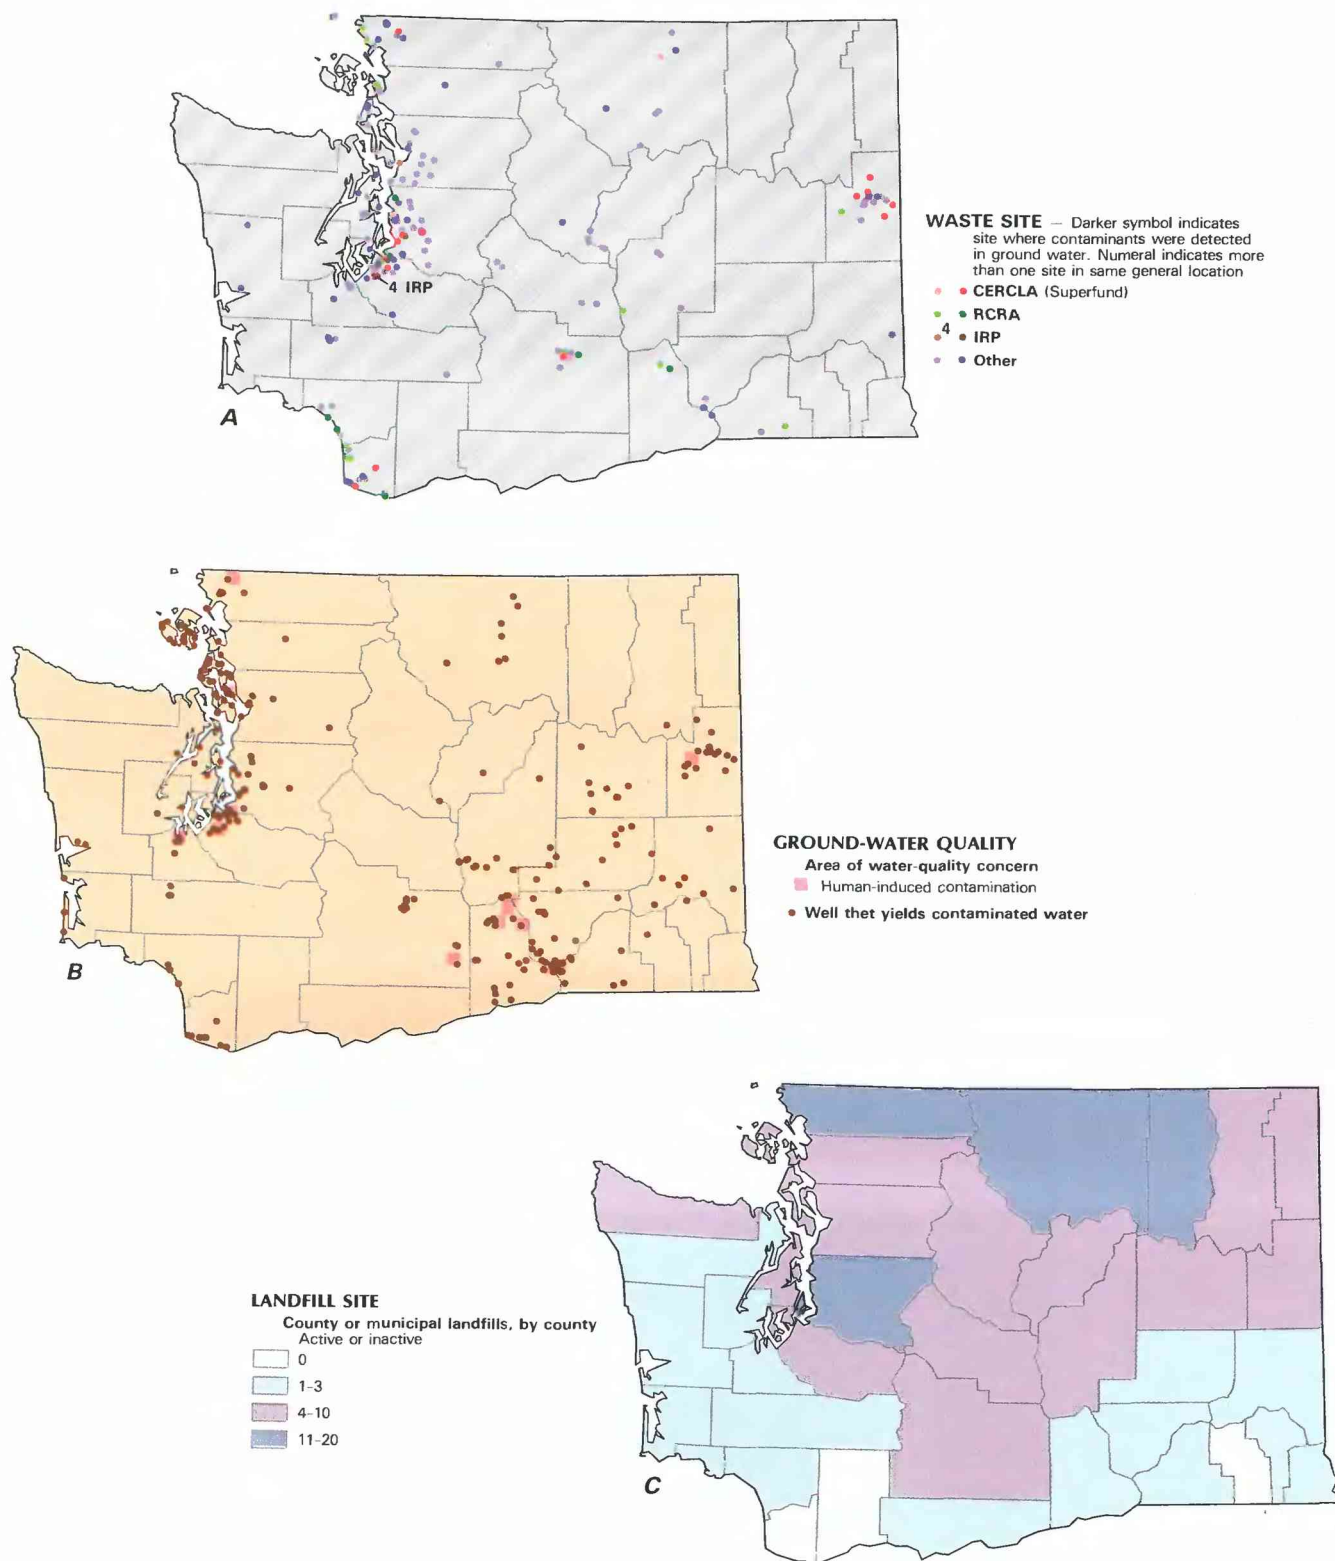 WASTE SITE — Darker symbol indicates
site where contaminants were detected
in ground water. Numeral indicates more
than one site in same general location
CERCLA (Superfund)
RCRA
4 IRP
Other
4 IRP
A
GROUND-WATER QUALITY
Area of water-quality concern
Human-induced contamination
Well thet yields contaminated water
B
LANDFILL SITE
County or municipal landfills, by county
Active or inactive
0
1–3
4–10
11–20
C